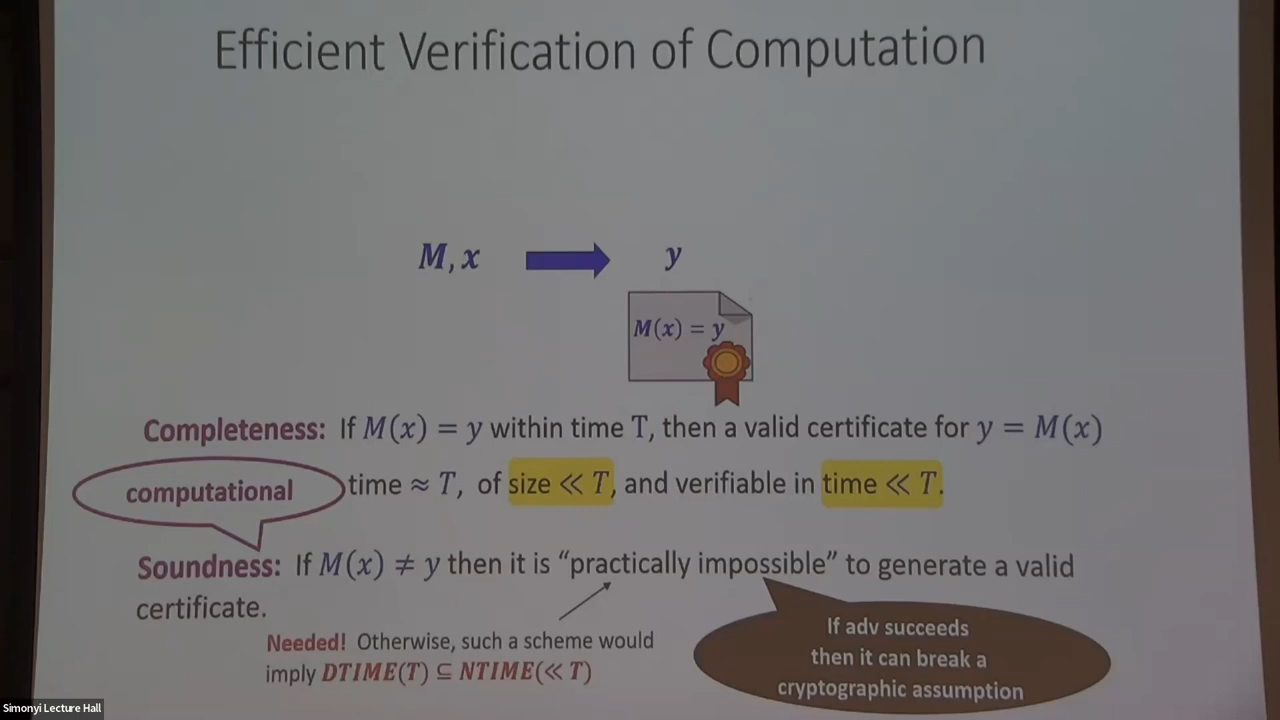 Efficient Verification of Computation
M, x
y
M(x) = y
Completeness: If M(x) = y within time T, then a valid certificate for y = M(x)
computational
time ≈ T, of size ≪ T, and verifiable in time ≪ T.
Soundness: If M(x) ≠ y then it is “practically impossible” to generate a valid
certificate.
Needed! Otherwise, such a scheme would
imply DTIME(T) ⊆ NTIME(≪ T)
If adv succeeds
then it can break a
cryptographic assumption
Simonyi Lecture Hall